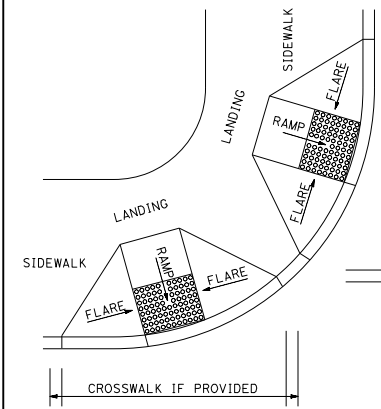 SIDEWALK
FLARE
LANDING
RAMP
FLARE
LANDING
SIDEWALK
RAMP
FLARE
FLARE
CROSSWALK IF PROVIDED